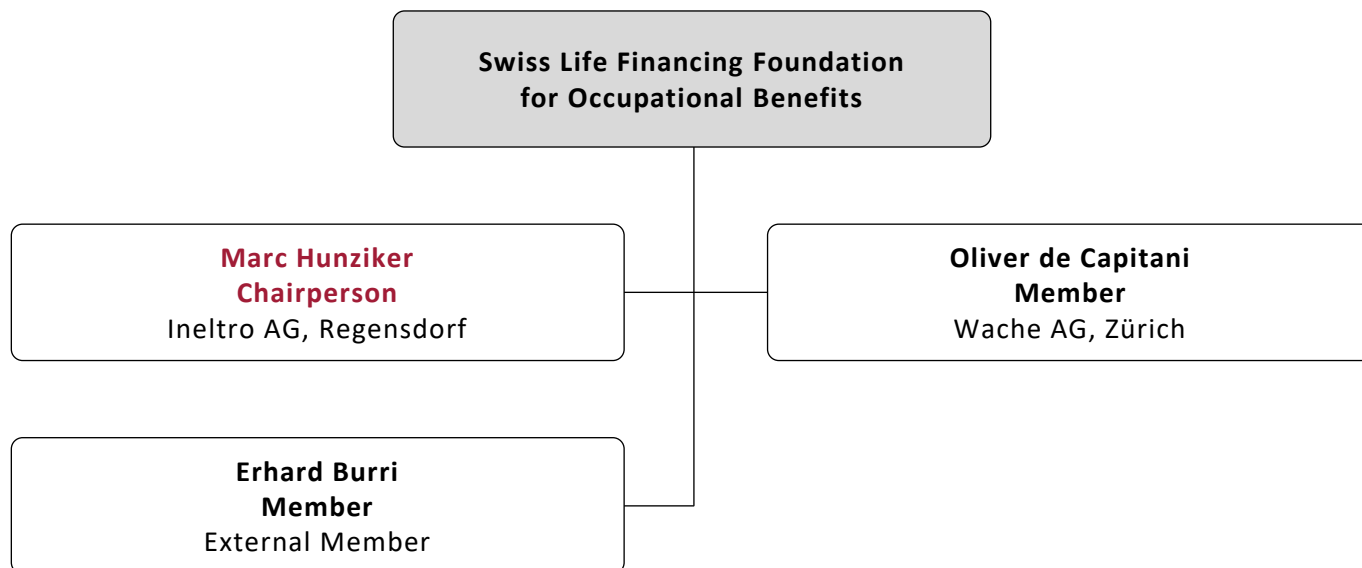 Swiss Life Financing Foundation
for Occupational Benefits
Marc Hunziker
Chairperson
Ineltro AG, Regensdorf
Oliver de Capitani
Member
Wache AG, Zürich
Erhard Burri
Member
External Member